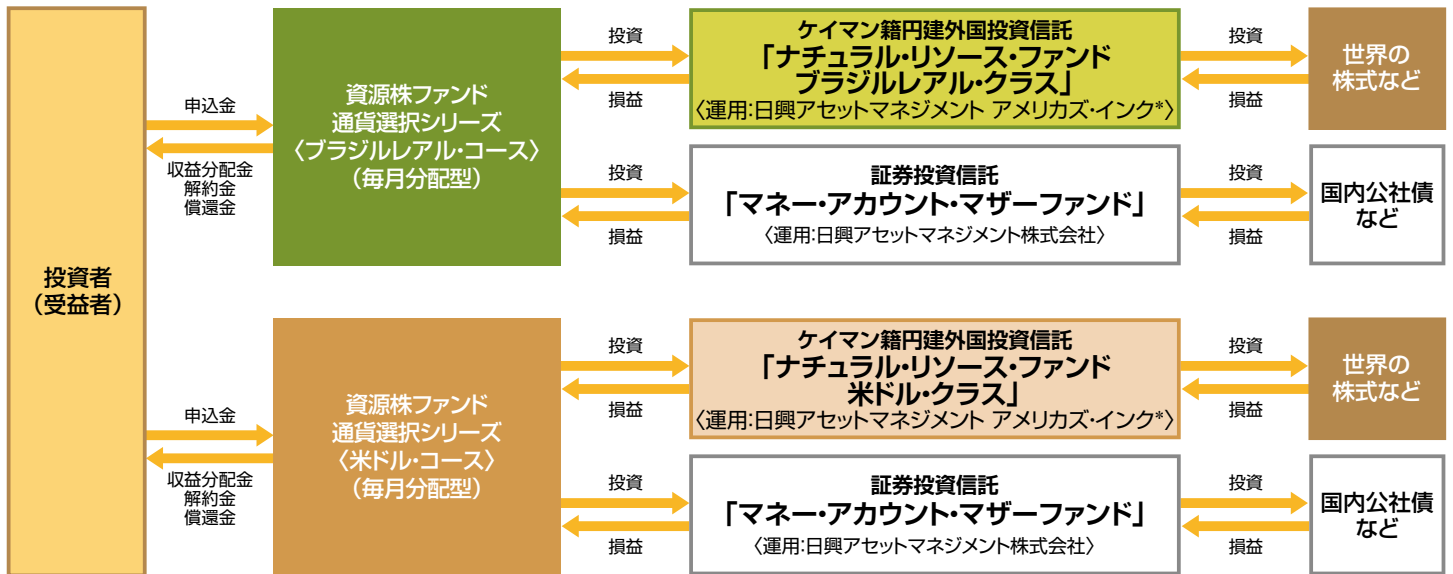 投資者
(受益者)
申込金
収益分配金
解約金
償還金
資源株ファンド
通貨選択シリーズ
〈ブラジルレアル・コース〉
(毎月分配型)
投資
損益
ケイマン籍円建外国投資信託
「ナチュラル・リソース・ファンド
ブラジルレアル・クラス」
〈運用:日興アセットマネジメント アメリカズ・インク*〉
投資
損益
世界の
株式など
投資
損益
証券投資信託
「マネー・アカウント・マザーファンド」
〈運用:日興アセットマネジメント株式会社〉
投資
損益
国内公社債
など
申込金
収益分配金
解約金
償還金
資源株ファンド
通貨選択シリーズ
〈米ドル・コース〉
(毎月分配型)
投資
損益
ケイマン籍円建外国投資信託
「ナチュラル・リソース・ファンド
米ドル・クラス」
〈運用:日興アセットマネジメント アメリカズ・インク*〉
投資
損益
世界の
株式など
投資
損益
証券投資信託
「マネー・アカウント・マザーファンド」
〈運用:日興アセットマネジメント株式会社〉
投資
損益
国内公社債
など